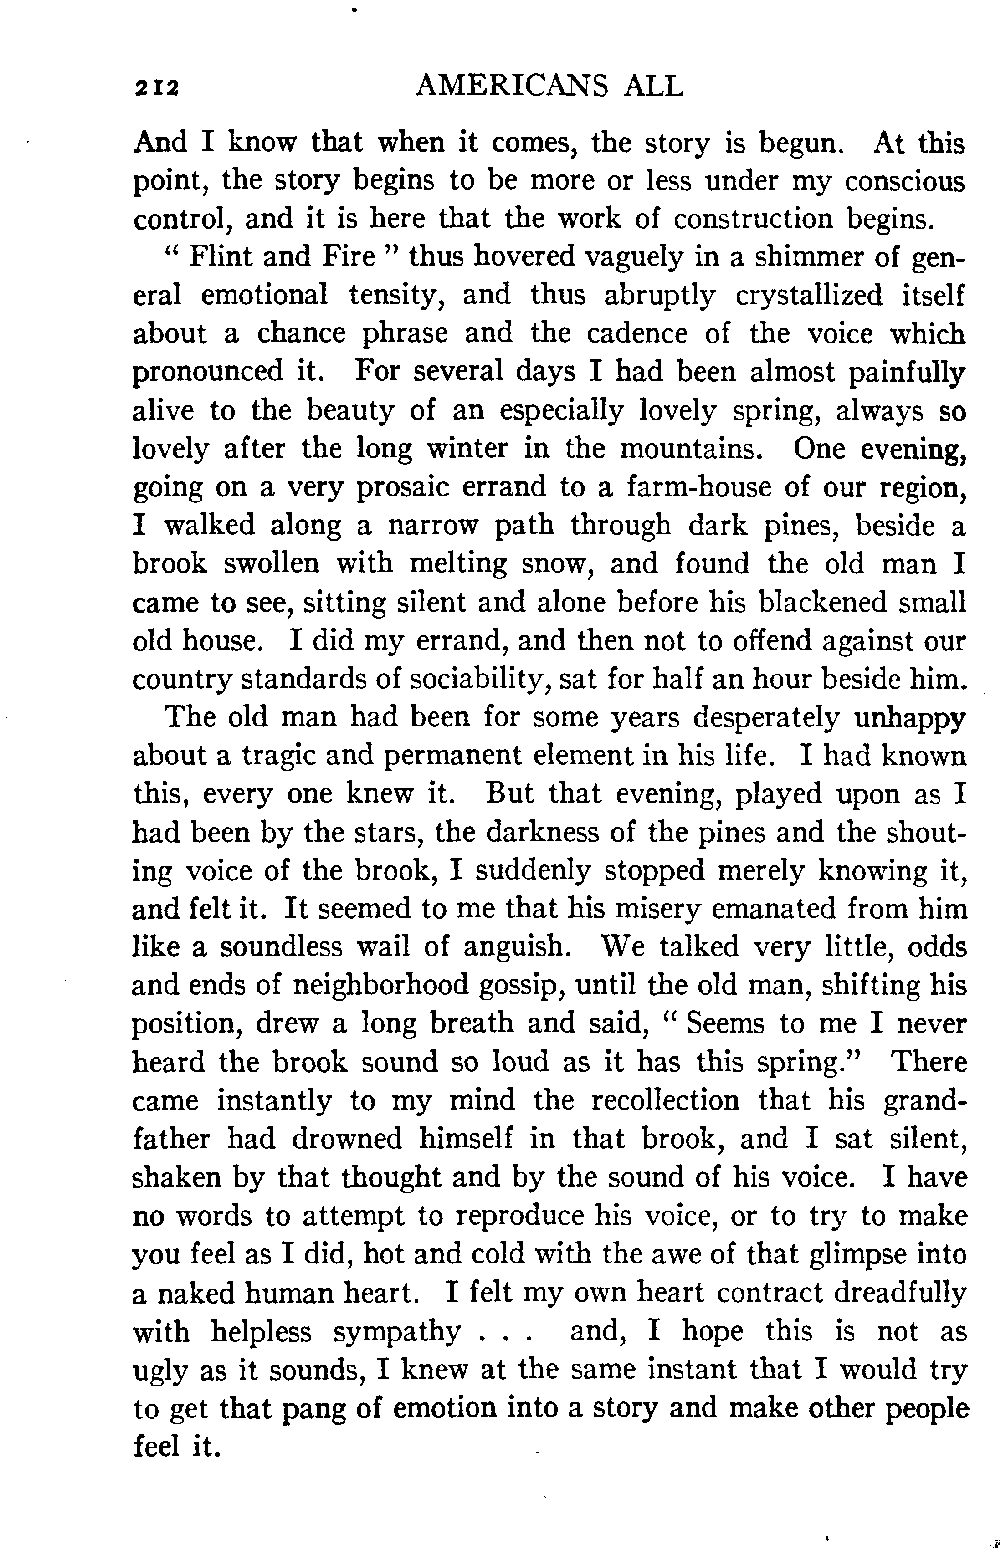 212 AMERICANS ALL
And I know that when it comes, the story is begun. At this
point, the story begins to be more or less under my conscious
control, and it is here that the work of construction begins.
" Flint and Fire " thus hovered vaguely in a shimmer of gen-
eral emotional tensity, and thus abruptly crystallized itself
about a chance phrase and the cadence of the voice which
pronounced it. For several days I had been almost painfully
alive to the beauty of an especially lovely spring, always so
lovely after the long winter in the mountains. One evening,
going on a very prosaic errand to a farm-house of our region,
I walked along a narrow path through dark pines, beside a
brook swollen with melting snow, and found the old man I
came to see, sitting silent and alone before his blackened small
old house. I did my errand, and then not to offend against our
country standards of sociability, sat for half an hour beside him.
The old man had been for some years desperately unhappy
about a tragic and permanent element in his life. I had known
this, every one knew it. But that evening, played upon as I
had been by the stars, the darkness of the pines and the shout-
ing voice of the brook, I suddenly stopped merely knowing it,
and felt it. It seemed to me that his misery emanated from him
like a soundless wail of anguish. We talked very little, odds
and ends of neighborhood gossip, until the old man, shifting his
position, drew a long breath and said, " Seems to me I never
heard the brook sound so loud as it has this spring." There
came instantly to my mind the recollection that his grand-
father had drowned himself in that brook, and I sat silent,
shaken by that thought and by the sound of his voice. I have
no words to attempt to reproduce his voice, or to try to make
you feel as I did, hot and cold with the awe of that glimpse into
a naked human heart. I felt my own heart contract dreadfully
with helpless sympathy . . . and, I hope this is not as
ugly as it sounds, I knew at the same instant that I would try
to get that pang of emotion into a story and make other people
feel it.